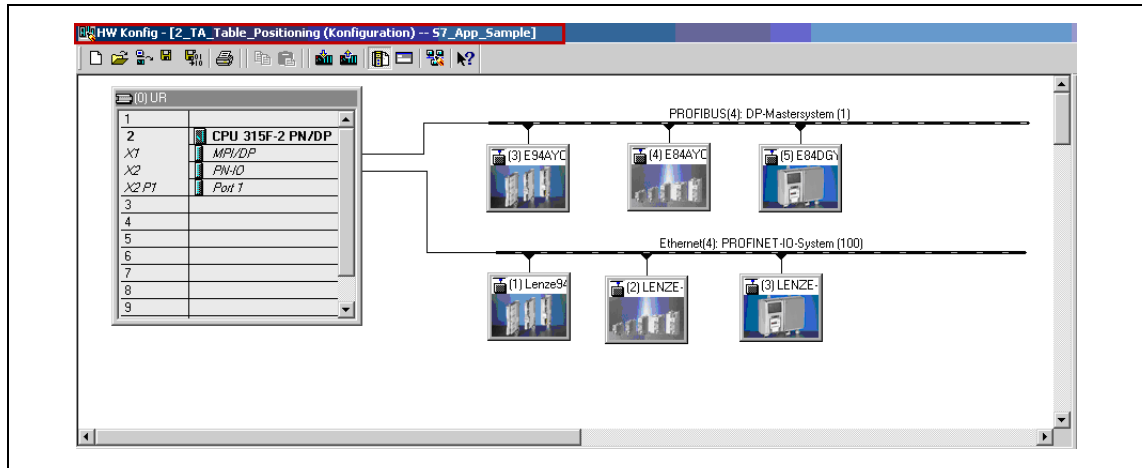 HW Konfig - [2_TA_Table_Positioning (Konfiguration) -- S7_App_Sample]
(0) UR
1
2 CPU 315F-2 PN/DP
X1 MPI/DP
X2 PN-IO
X2 P1 Port 1
3
4
5
6
7
8
9
PROFIBUS(4): DP-Mastersystem (1)
(3) E94AYC
(4) E84AYC
(5) E84DGV
Ethernet(4): PROFINET-IO-System (100)
(1) Lenze94
(2) LENZE-
(3) LENZE-